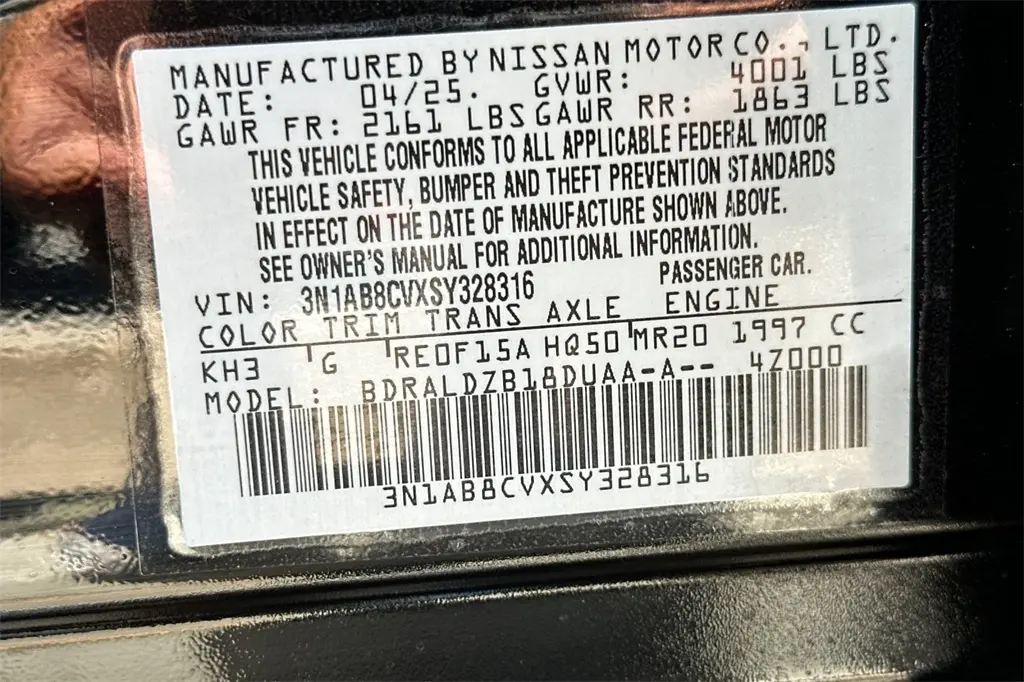 MANUFACTURED BY NISSAN MOTOR CO., LTD.
DATE: 04/25. GVWR: 4001 LBS
GAWR FR: 2161 LBS GAWR RR: 1863 LBS
THIS VEHICLE CONFORMS TO ALL APPLICABLE FEDERAL MOTOR
VEHICLE SAFETY, BUMPER AND THEFT PREVENTION STANDARDS
IN EFFECT ON THE DATE OF MANUFACTURE SHOWN ABOVE.
SEE OWNER'S MANUAL FOR ADDITIONAL INFORMATION.
VIN: 3N1AB8CVXSY328316 PASSENGER CAR.
COLOR TRIM TRANS AXLE ENGINE
KH3 G RE0F15A HQ50 MR20 1997 CC
MODEL: BDRALDZB18DUAA-A-- 4Z000
3N1AB8CVXSY328316